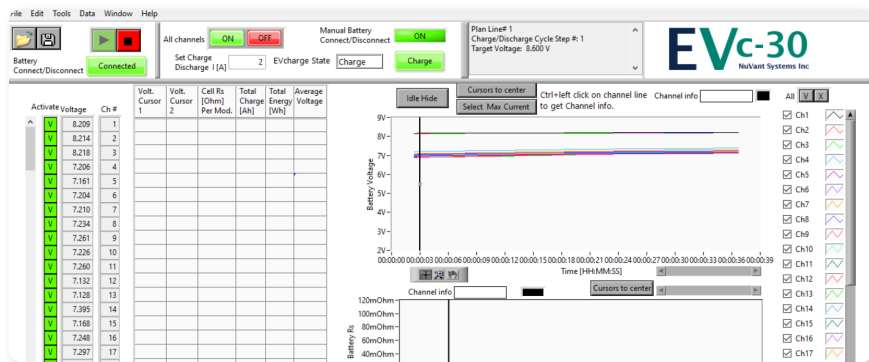 File Edit Tools Data Window Help
All channels ON OFF
Manual Battery
Connect/Disconnect ON
Battery
Connect/Disconnect Connected
Set Charge
Discharge I [A] 2 EVcharge State Charge Charge
Plan Line# 1
Charge/Discharge Cycle Step #: 1
Target Voltage: 8.600 V
EVc-30
NuVant Systems Inc
Activate Voltage Ch #
Volt.
Cursor
1
Volt.
Cursor
2
Cell Rs
[Ohm]
Per Mod.
Total
Charge
[Ah]
Total
Energy
[Wh]
Average
Voltage
V 8.209 1
V 8.214 2
V 8.218 3
V 7.206 4
V 7.161 5
V 7.204 6
V 7.210 7
V 7.234 8
V 7.261 9
V 7.226 10
V 7.260 11
V 7.132 12
V 7.128 13
V 7.395 14
V 7.168 15
V 7.248 16
V 7.297 17
Idle Hide
Cursors to center
Select Max Current
Ctrl+left click on channel line
to get Channel info.
Channel info
All V X
9V
8V
7V
6V
5V
4V
3V
2V
Battery Voltage
00:00:00 00:00:03 00:00:06 00:00:09 00:00:12 00:00:15 00:00:18 00:00:21 00:00:24 00:00:27 00:00:30 00:00:33 00:00:36 00:00:39
Time [HH:MM:SS]
Channel info
Cursors to center
120mOhm
100mOhm
80mOhm
60mOhm
40mOhm
Battery Rs
Ch1
Ch2
Ch3
Ch4
Ch5
Ch6
Ch7
Ch8
Ch9
Ch10
Ch11
Ch12
Ch13
Ch14
Ch15
Ch16
Ch17